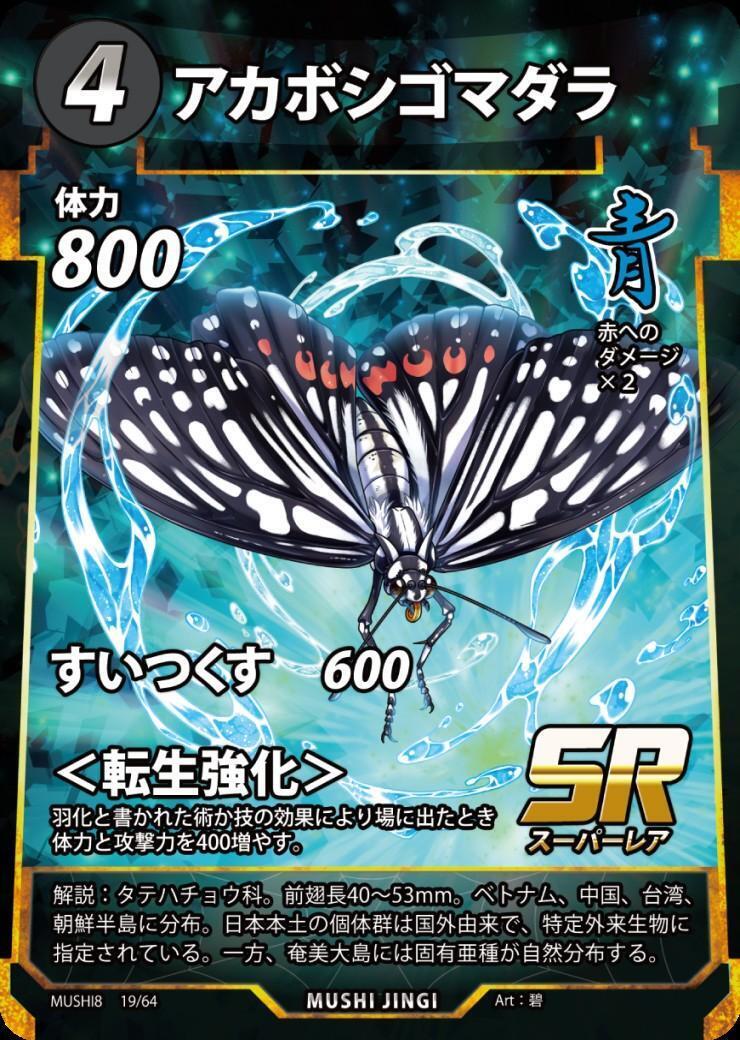 4 アカボシゴマダラ
体力
800
青
赤への
ダメージ
×2
すいつくす 600
<転生強化>
羽化と書かれた術か技の効果により場に出たとき
体力と攻撃力を400増やす。
SR
スーパーレア
解説:タテハチョウ科。前翅長40〜53mm。ベトナム、中国、台湾、
朝鮮半島に分布。日本本土の個体群は国外由来で、特定外来生物に
指定されている。一方、奄美大島には固有亜種が自然分布する。
MUSHI8 19/64 MUSHI JINGI Art:碧